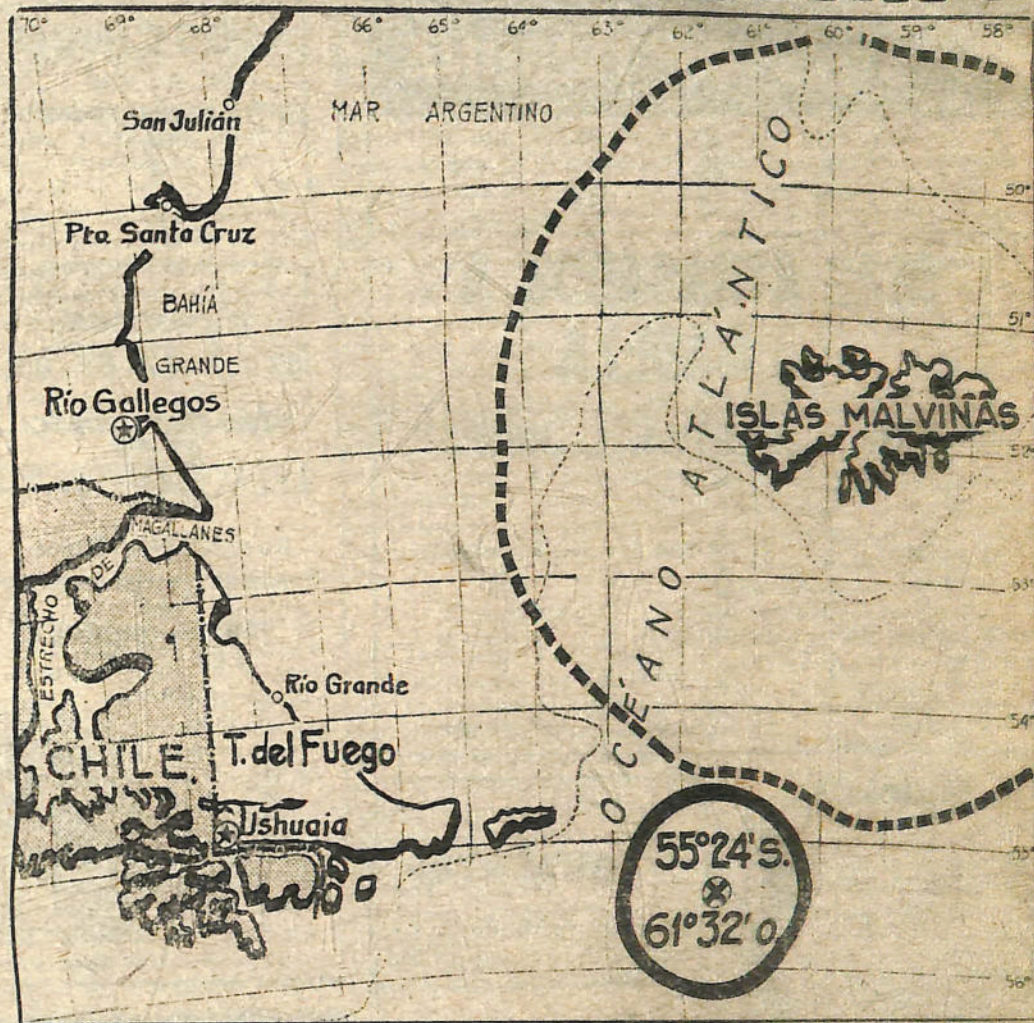 70° 69° 68° 66° 65° 64° 63° 62° 61° 60° 59° 58°
San Julián
MAR ARGENTINO
Pto. Santa Cruz
50°
BAHÍA
GRANDE
OCÉANO ATLÁNTICO
51°
Río Gallegos
ISLAS MALVINAS
52°
ESTRECHO DE MAGALLANES
53°
Río Grande
54°
CHILE
T. del Fuego
Ushuaia
55°
55°24' S.
61°32' O.
56°